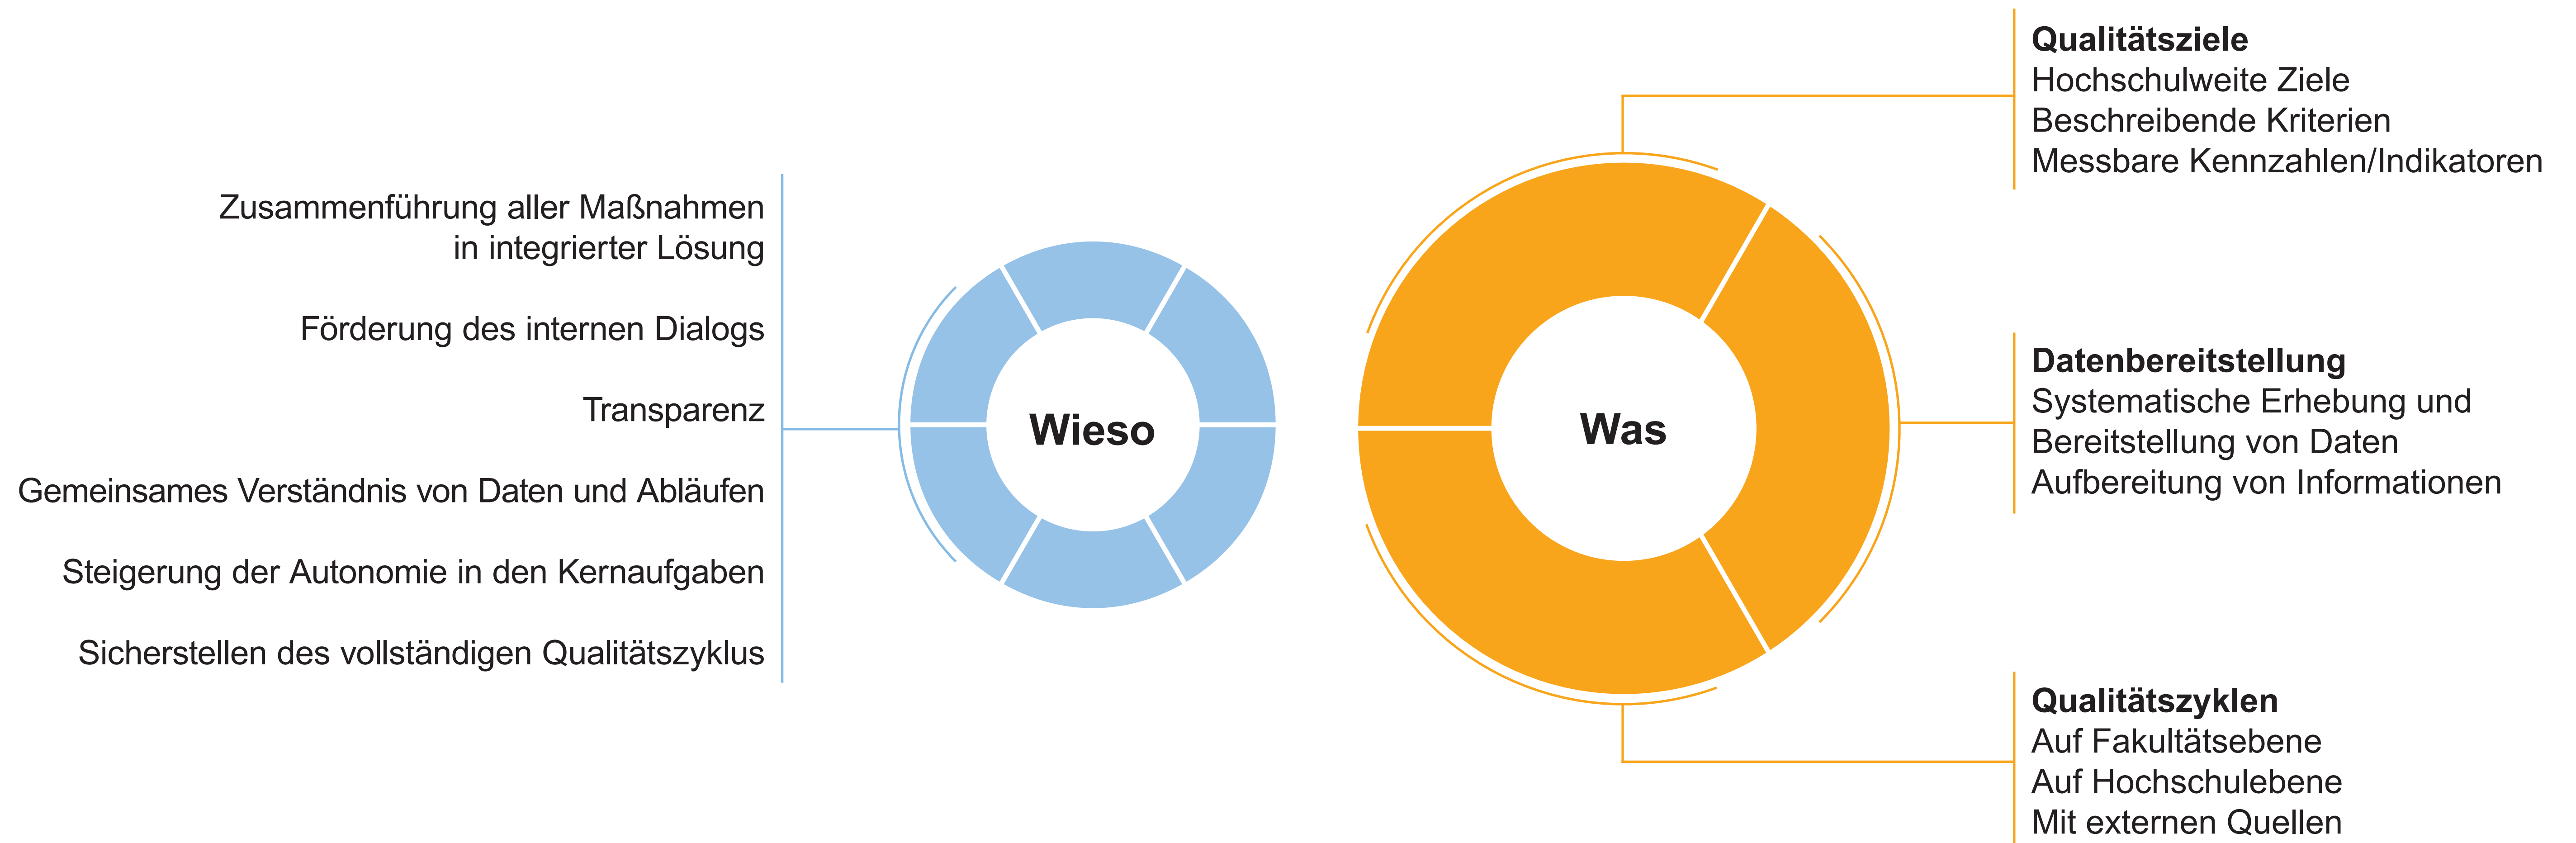 Zusammenführung aller Maßnahmen
in integrierter Lösung
Förderung des internen Dialogs
Transparenz
Gemeinsames Verständnis von Daten und Abläufen
Steigerung der Autonomie in den Kernaufgaben
Sicherstellen des vollständigen Qualitätszyklus
Wieso
Was
Qualitätsziele
Hochschulweite Ziele
Beschreibende Kriterien
Messbare Kennzahlen/Indikatoren
Datenbereitstellung
Systematische Erhebung und
Bereitstellung von Daten
Aufbereitung von Informationen
Qualitätszyklen
Auf Fakultätsebene
Auf Hochschulebene
Mit externen Quellen